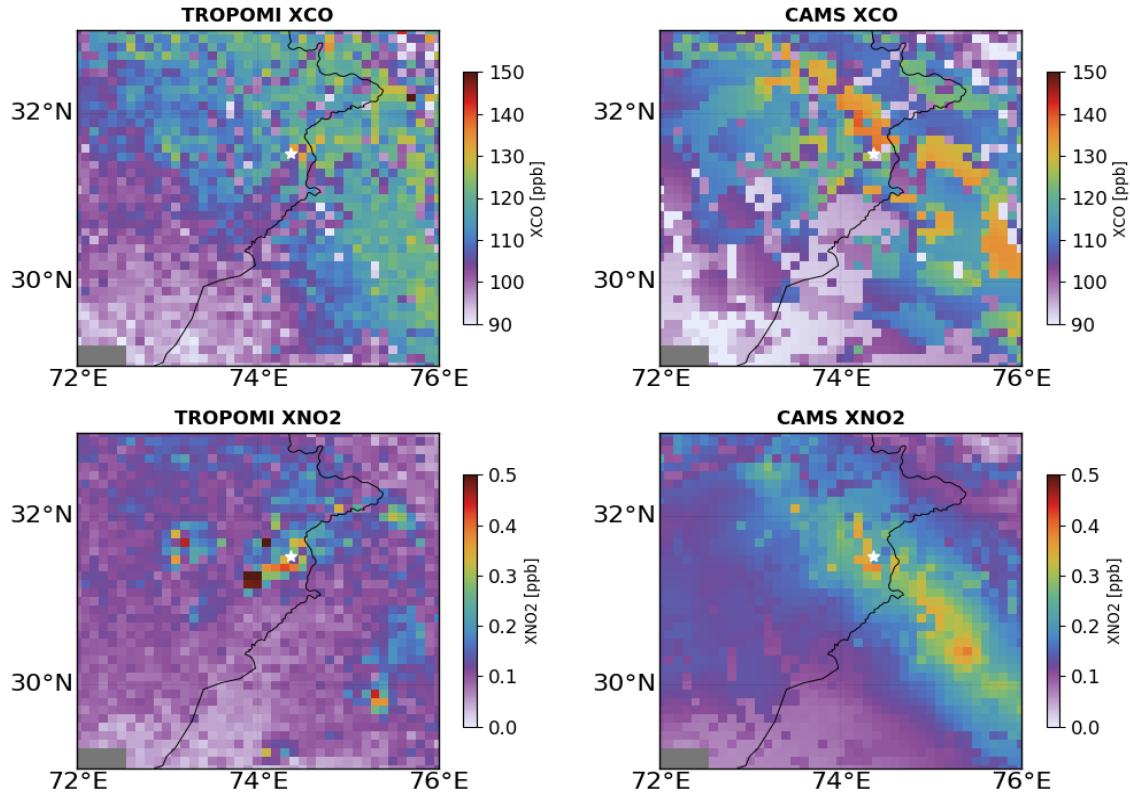 TROPOMI XCO
CAMS XCO
32°N
30°N
72°E
74°E
76°E
150
140
130
120
110
100
90
XCO [ppb]
32°N
30°N
72°E
74°E
76°E
150
140
130
120
110
100
90
XCO [ppb]
TROPOMI XNO2
CAMS XNO2
32°N
30°N
72°E
74°E
76°E
0.5
0.4
0.3
0.2
0.1
0.0
XNO2 [ppb]
32°N
30°N
72°E
74°E
76°E
0.5
0.4
0.3
0.2
0.1
0.0
XNO2 [ppb]